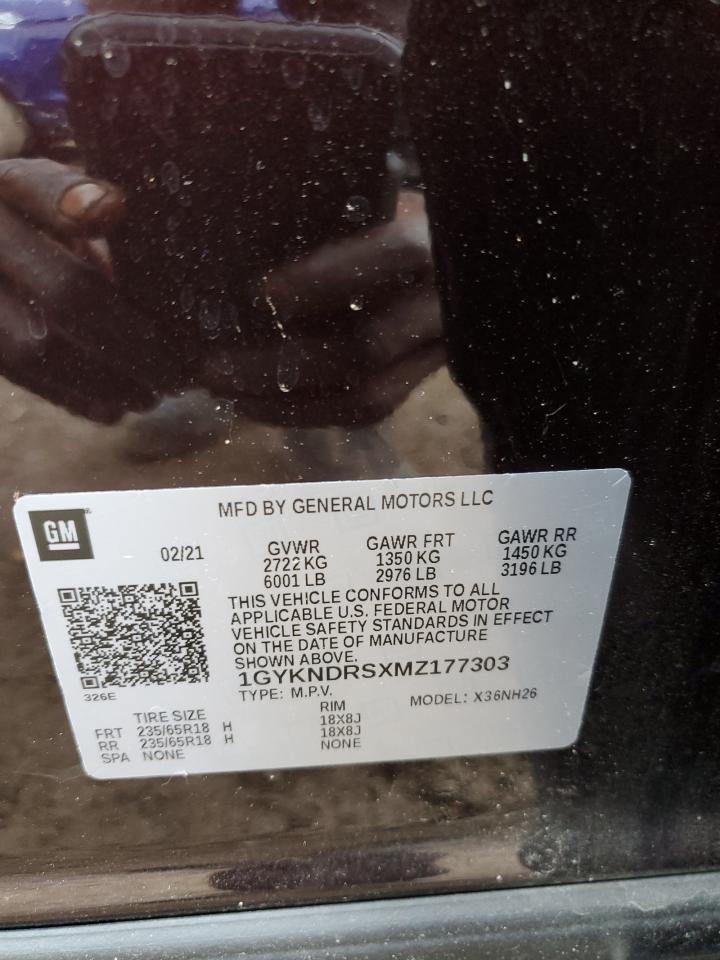 MFD BY GENERAL MOTORS LLC
GM
02/21
GVWR GAWR FRT GAWR RR
2722 KG 1350 KG 1450 KG
6001 LB 2976 LB 3196 LB
THIS VEHICLE CONFORMS TO ALL
APPLICABLE U.S. FEDERAL MOTOR
VEHICLE SAFETY STANDARDS IN EFFECT
ON THE DATE OF MANUFACTURE
SHOWN ABOVE.
1GYKNDRSXMZ177303
326E
TYPE: M.P.V. MODEL: X36NH26
TIRE SIZE RIM
FRT 235/65R18 H 18X8J
RR 235/65R18 H 18X8J
SPA NONE NONE